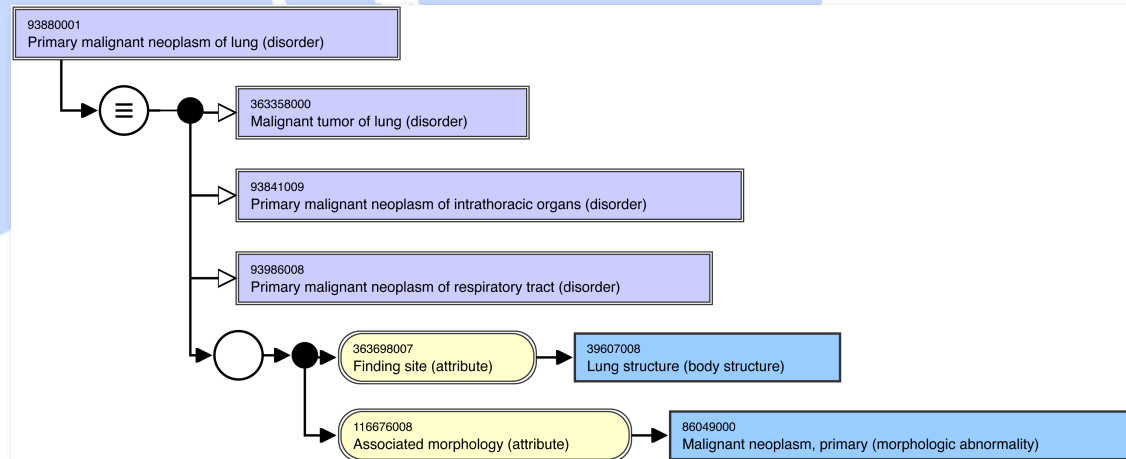 93880001
Primary malignant neoplasm of lung (disorder)
363358000
Malignant tumor of lung (disorder)
93841009
Primary malignant neoplasm of intrathoracic organs (disorder)
93986008
Primary malignant neoplasm of respiratory tract (disorder)
363698007
Finding site (attribute)
39607008
Lung structure (body structure)
116676008
Associated morphology (attribute)
86049000
Malignant neoplasm, primary (morphologic abnormality)